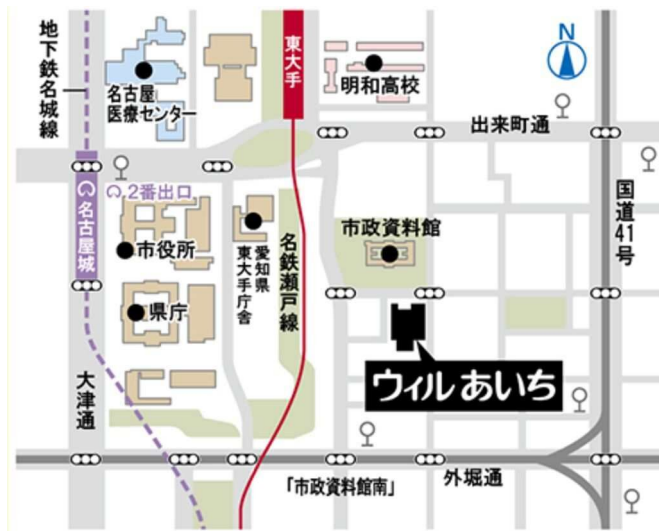 地下鉄名城線
名古屋
医療センター
東大手
明和高校
N
出来町通
2番出口
名古屋城
市役所
愛知県
東大手庁舎
名鉄瀬戸線
市政資料館
国道41号
県庁
ウィルあいち
大津通
「市政資料館南」
外堀通